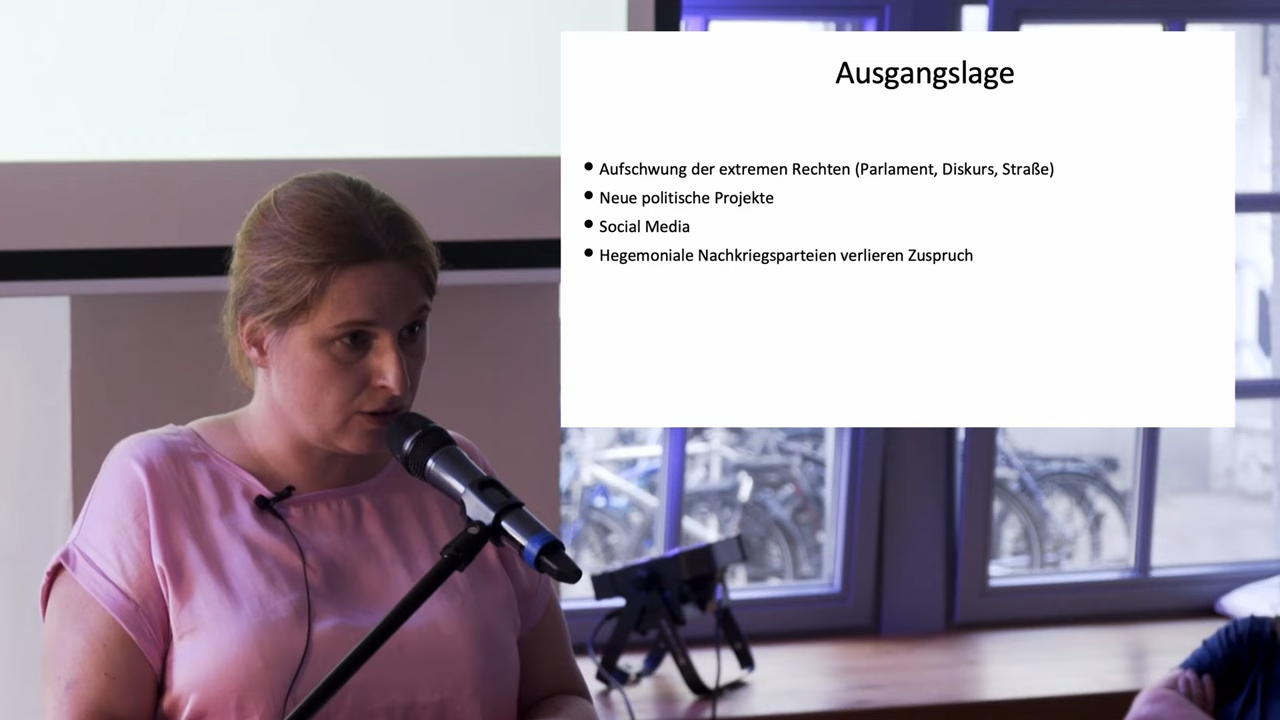 Ausgangslage
• Aufschwung der extremen Rechten (Parlament, Diskurs, Straße)
• Neue politische Projekte
• Social Media
• Hegemoniale Nachkriegsparteien verlieren Zuspruch